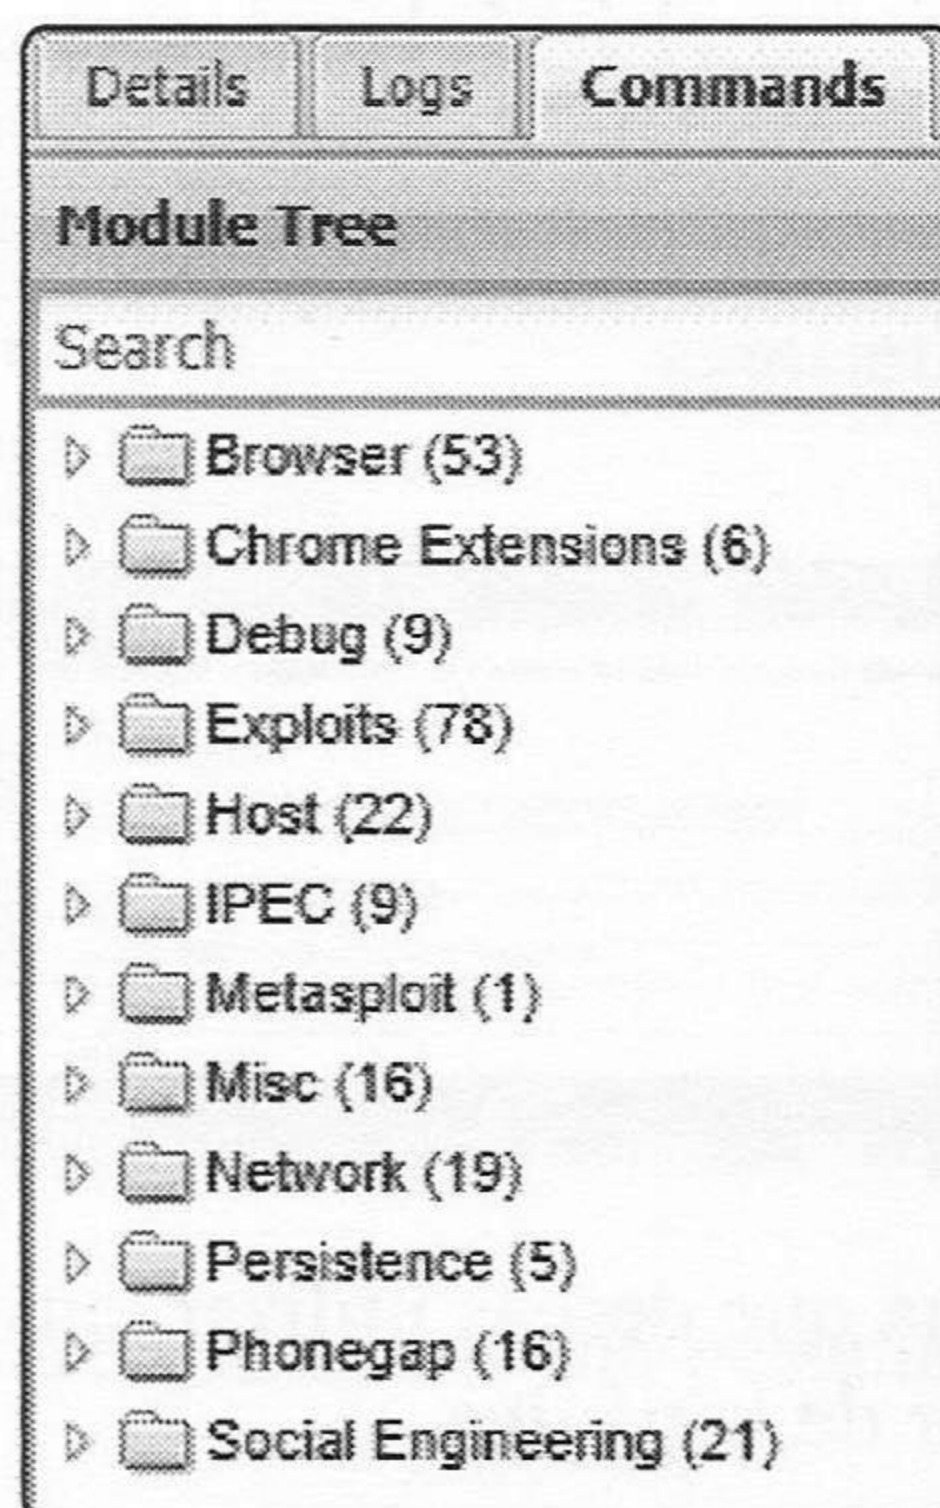 Details Logs Commands
Module Tree
Search
Browser (53)
Chrome Extensions (6)
Debug (9)
Exploits (78)
Host (22)
IPEC (9)
Metasploit (1)
Misc (16)
Network (19)
Persistence (5)
Phonegap (16)
Social Engineering (21)